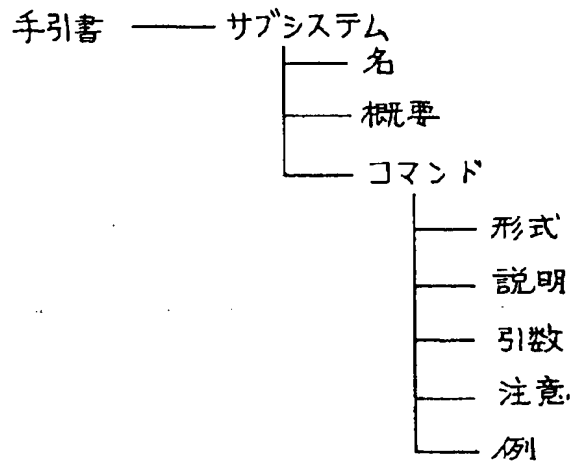 手引書 サブシステム
名
概要
コマンド
形式
説明
引数
注意
例